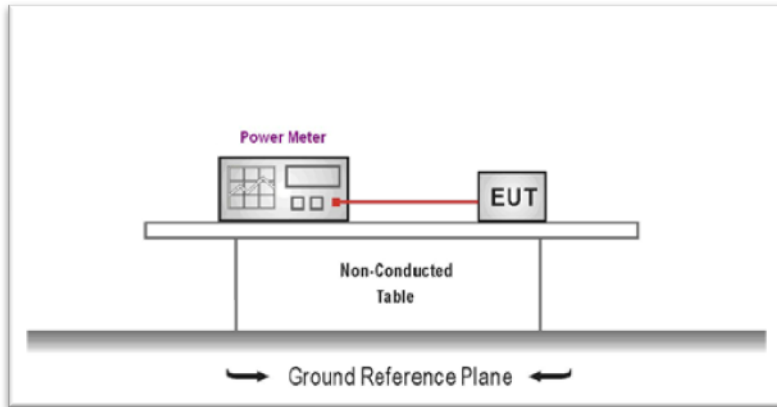 Power Meter
EUT
Non-Conducted
Table
Ground Reference Plane